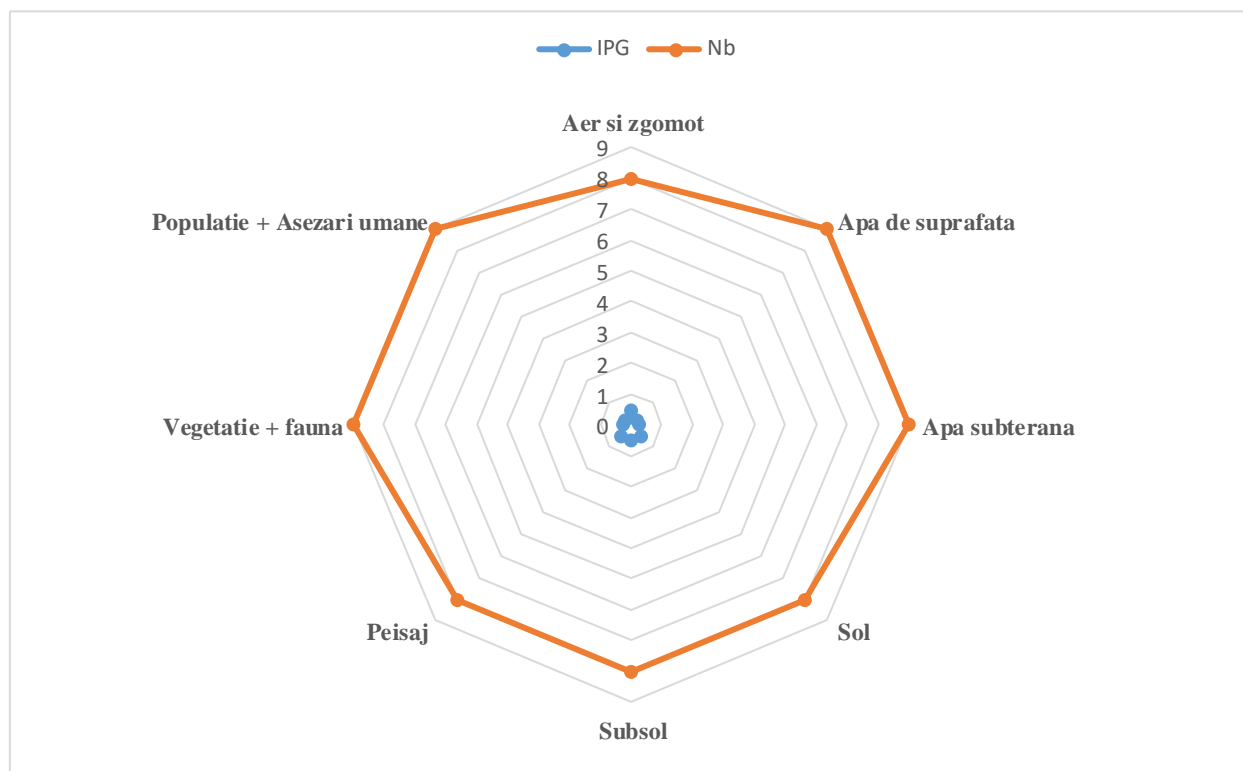 IPG Nb
Aer si zgomot
9
8
7
6
5
4
3
2
1
0
Populatie + Asezari umane
Apa de suprafata
Vegetatie + fauna
Apa subterana
Peisaj
Sol
Subsol